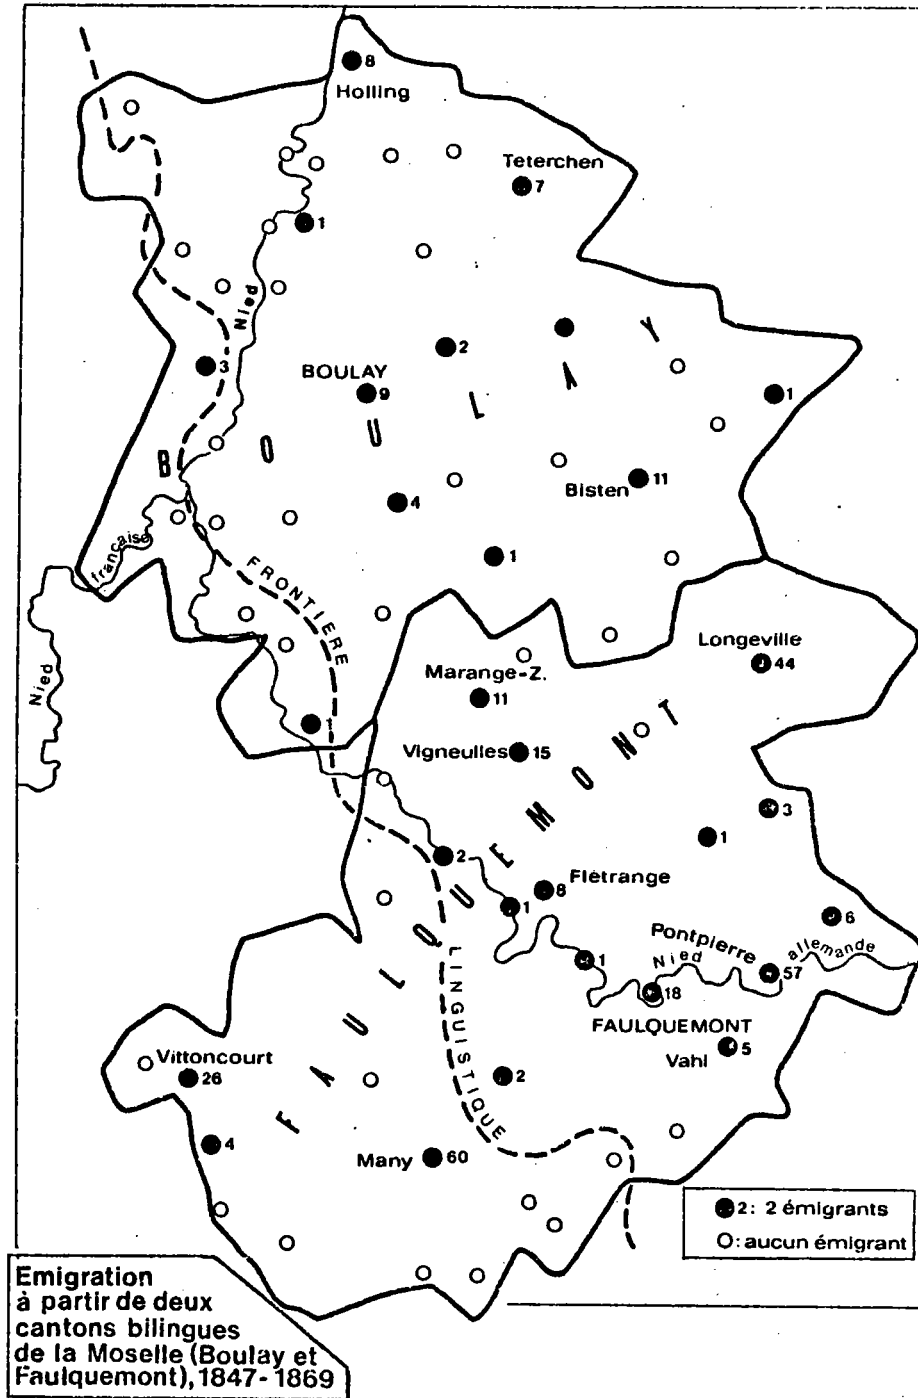 8
Holling
Teterchen
7
1
Nied
2
3
BOULAY
9
1
BOULAY
Bisten 11
4
1
française
FRONTIERE
Nied
Longeville
44
Marange-Z.
11
1
Vigneulles 15
3
1
2
FAULQUEMONT
8 Flétrange
1
6
Pontpierre
allemande
Nied
1
57
18
FAULQUEMONT
LINGUISTIQUE
Vahl 5
Vittoncourt
26
2
4
Many 60
2: 2 émigrants
O: aucun émigrant
Emigration
à partir de deux
cantons bilingues
de la Moselle (Boulay et
Faulquemont), 1847-1869